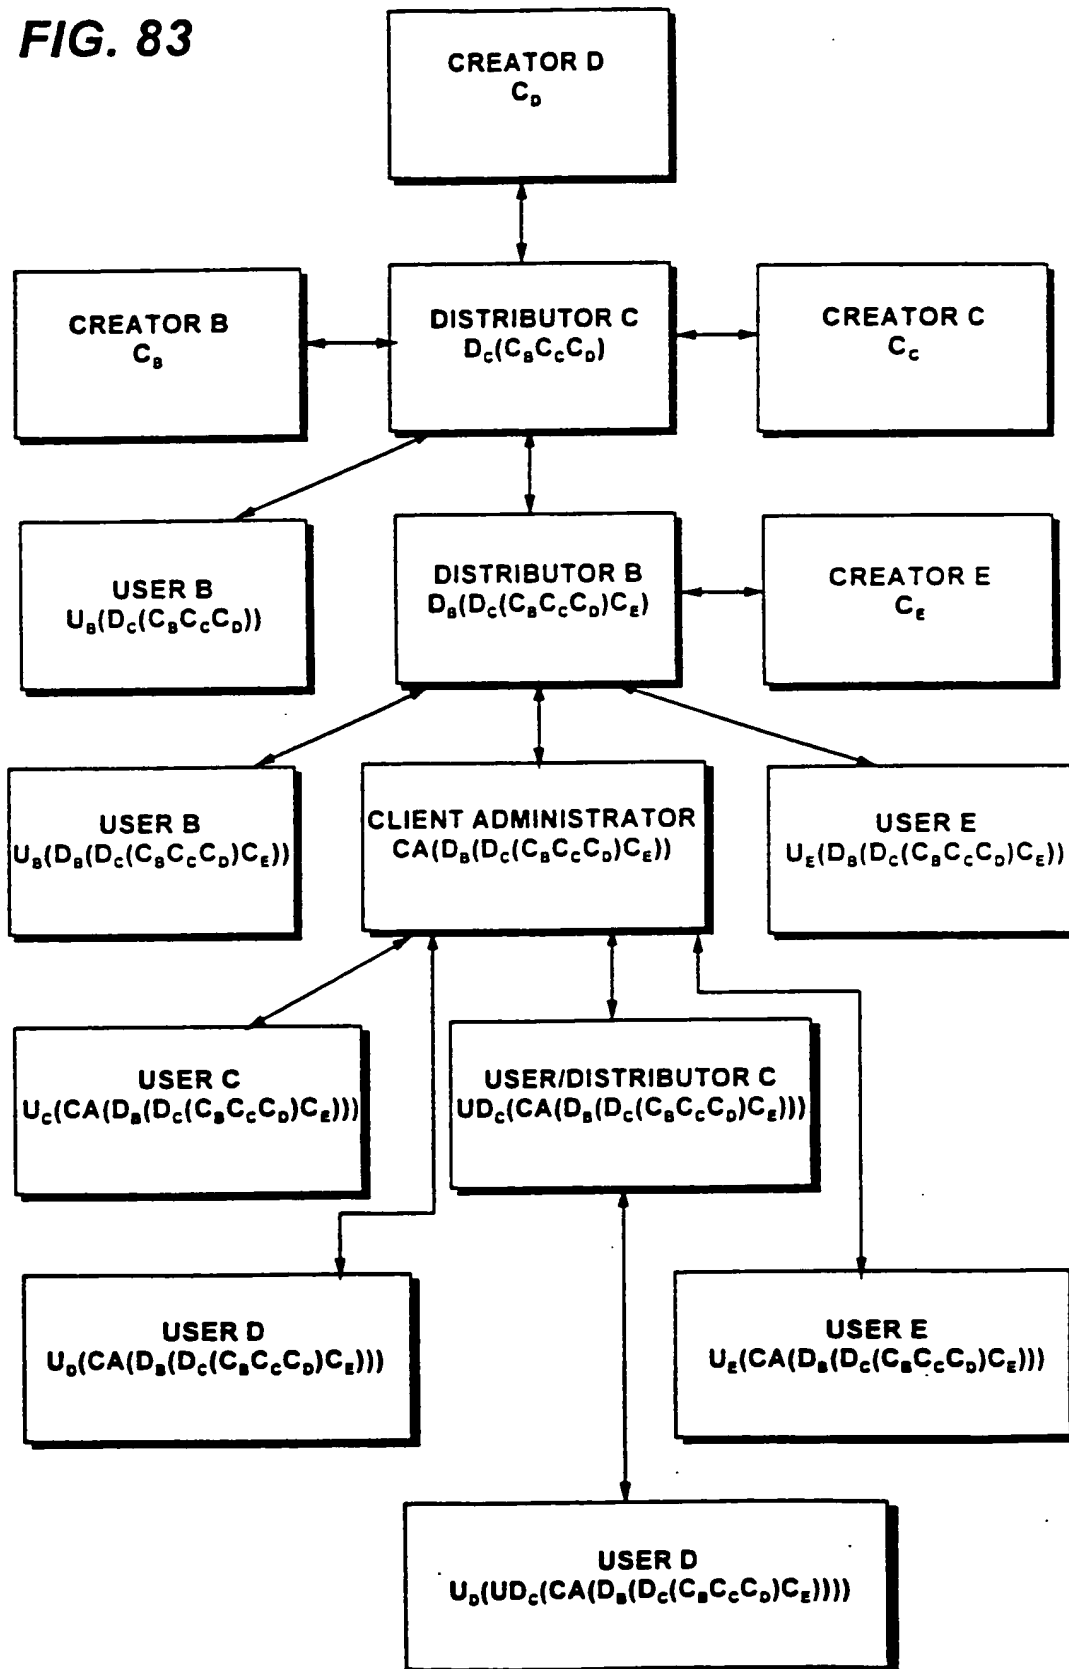 FIG. 83
CREATOR D
C_D
CREATOR B
C_B
DISTRIBUTOR C
D_C(C_BC_CC_D)
CREATOR C
C_C
USER B
U_B(D_C(C_BC_CC_D))
DISTRIBUTOR B
D_B(D_C(C_BC_CC_D)C_E)
CREATOR E
C_E
USER B
U_B(D_B(D_C(C_BC_CC_D)C_E))
CLIENT ADMINISTRATOR
CA(D_B(D_C(C_BC_CC_D)C_E))
USER E
U_E(D_B(D_C(C_BC_CC_D)C_E))
USER C
U_C(CA(D_B(D_C(C_BC_CC_D)C_E)))
USER/DISTRIBUTOR C
UD_C(CA(D_B(D_C(C_BC_CC_D)C_E)))
USER D
U_D(CA(D_B(D_C(C_BC_CC_D)C_E)))
USER E
U_E(CA(D_B(D_C(C_BC_CC_D)C_E)))
USER D
U_D(UD_C(CA(D_B(D_C(C_BC_CC_D)C_E))))